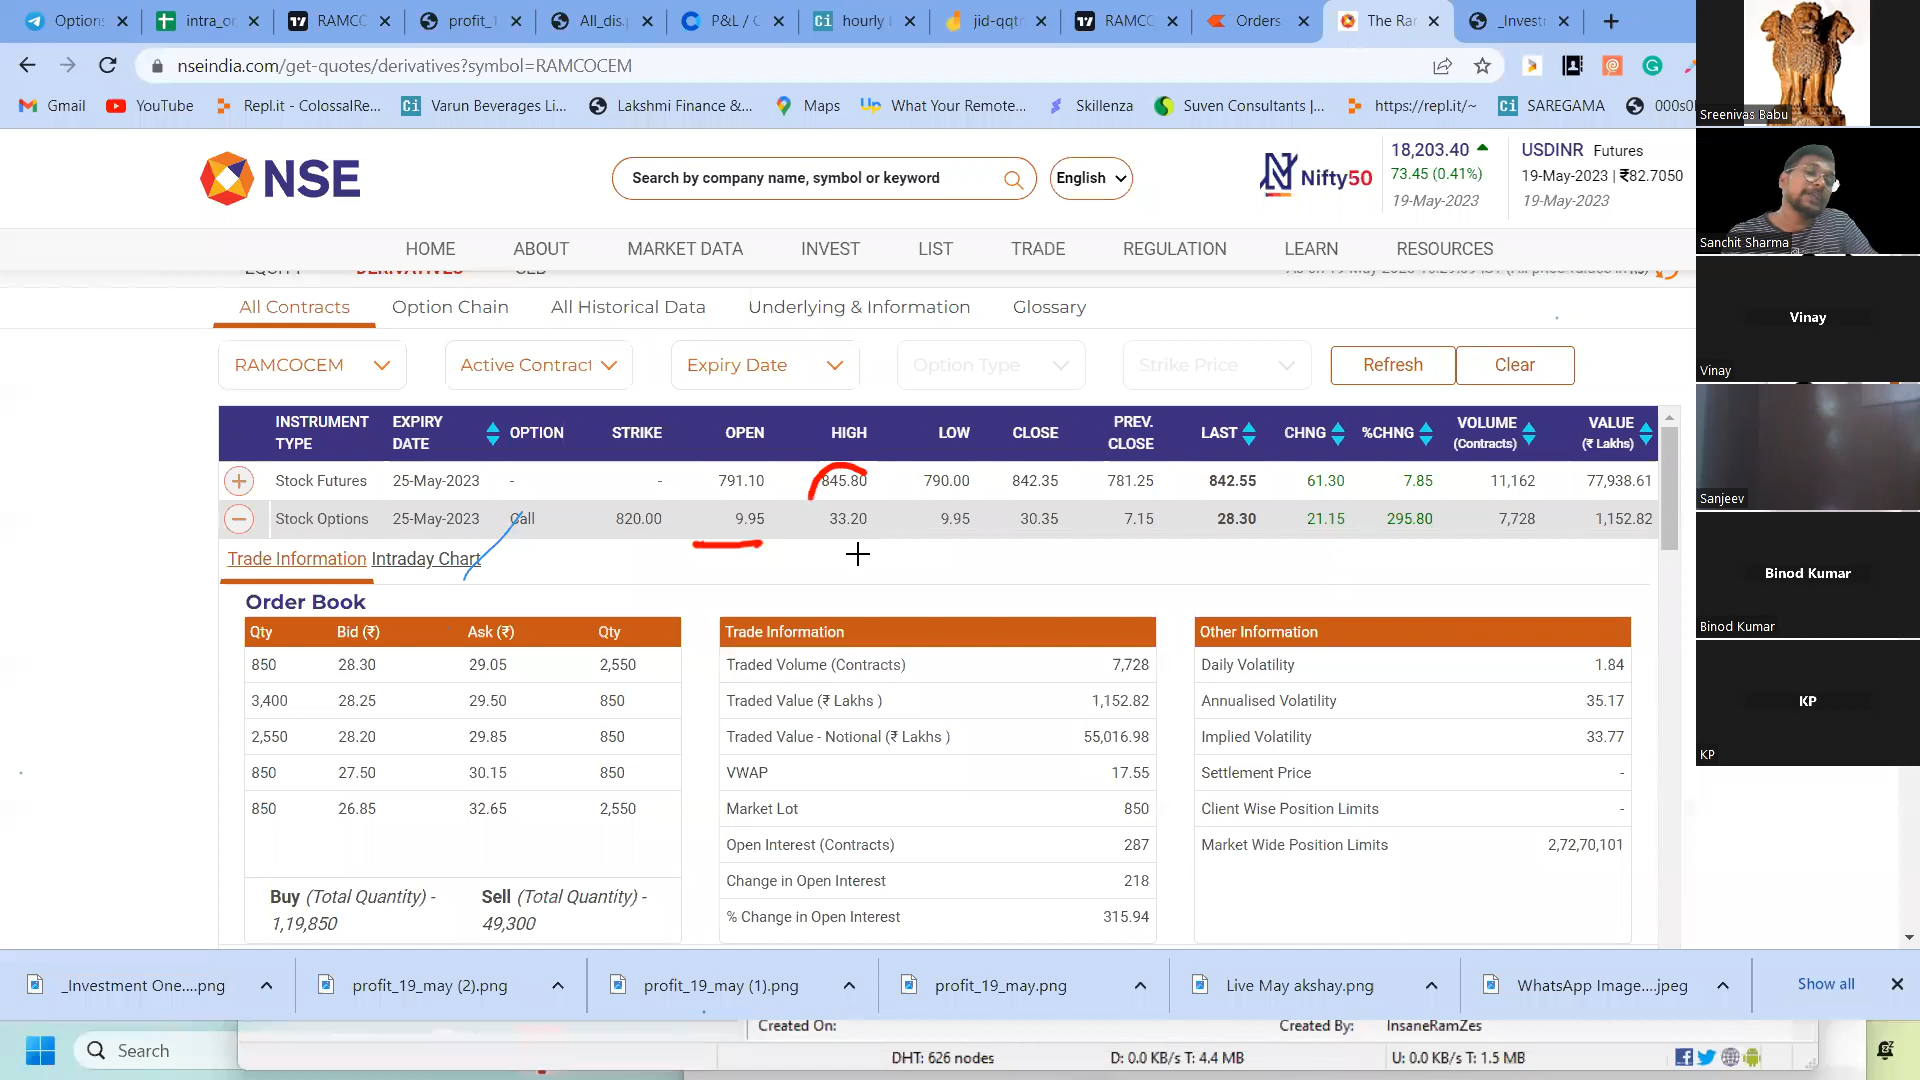 Options
intra_or
RAMCO
profit_1
All_dis.p
P&L / C
hourly
jid-qqtr
RAMCO
Orders
The Rar
_Investr
nseindia.com/get-quotes/derivatives?symbol=RAMCOCEM
Gmail YouTube Repl.it - ColossalRe... Varun Beverages Li... Lakshmi Finance &... Maps What Your Remote... Skillenza Suven Consultants |... https://repl.it/~ SAREGAMA 000s0
NSE
Search by company name, symbol or keyword
English
Nifty50
18,203.40
73.45 (0.41%)
19-May-2023
USDINR Futures
19-May-2023 | ₹82.7050
19-May-2023
HOME ABOUT MARKET DATA INVEST LIST TRADE REGULATION LEARN RESOURCES
EQUITY DERIVATIVES
All Contracts Option Chain All Historical Data Underlying & Information Glossary
RAMCOCEM Active Contract Expiry Date Option Type Strike Price Refresh Clear
INSTRUMENT TYPE EXPIRY DATE OPTION STRIKE OPEN HIGH LOW CLOSE PREV. CLOSE LAST CHNG %CHNG VOLUME (Contracts) VALUE (₹ Lakhs)
Stock Futures 25-May-2023 - - 791.10 845.80 790.00 842.35 781.25 842.55 61.30 7.85 11,162 77,938.61
Stock Options 25-May-2023 Call 820.00 9.95 33.20 9.95 30.35 7.15 28.30 21.15 295.80 7,728 1,152.82
Trade Information Intraday Chart
Order Book
Qty Bid (₹) Ask (₹) Qty
850 28.30 29.05 2,550
3,400 28.25 29.50 850
2,550 28.20 29.85 850
850 27.50 30.15 850
850 26.85 32.65 2,550
Buy (Total Quantity) -
1,19,850
Sell (Total Quantity) -
49,300
Trade Information
Traded Volume (Contracts) 7,728
Traded Value (₹ Lakhs ) 1,152.82
Traded Value - Notional (₹ Lakhs ) 55,016.98
VWAP 17.55
Market Lot 850
Open Interest (Contracts) 287
Change in Open Interest 218
% Change in Open Interest 315.94
Other Information
Daily Volatility 1.84
Annualised Volatility 35.17
Implied Volatility 33.77
Settlement Price -
Client Wise Position Limits -
Market Wide Position Limits 2,72,70,101
Sreenivas Babu
Sanchit Sharma
Vinay
Vinay
Sanjeev
Binod Kumar
Binod Kumar
KP
KP
_Investment One....png profit_19_may (2).png profit_19_may (1).png profit_19_may.png Live May akshay.png WhatsApp Image....jpeg Show all
Created On: Created By: InsaneRamZes
Search
DHT: 626 nodes D: 0.0 KB/s T: 4.4 MB U: 0.0 KB/s T: 1.5 MB